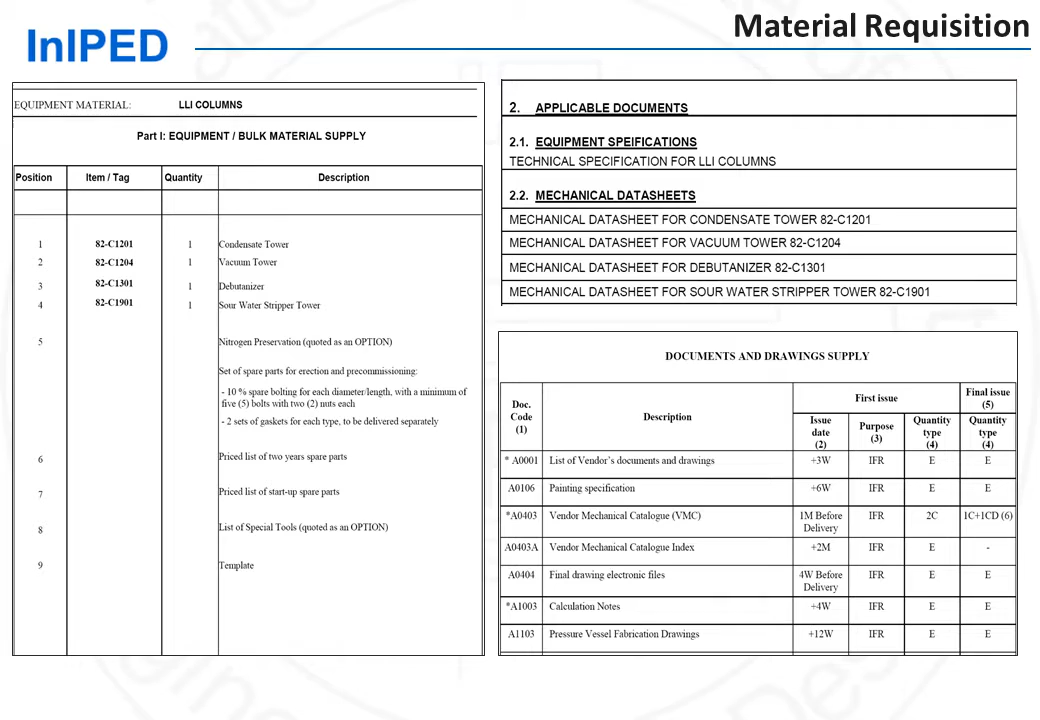 InIPED
Material Requisition
EQUIPMENT MATERIAL: LLI COLUMNS
Part I: EQUIPMENT / BULK MATERIAL SUPPLY
Position Item / Tag Quantity Description
1 82-C1201 1 Condensate Tower
2 82-C1204 1 Vacuum Tower
3 82-C1301 1 Debutanizer
4 82-C1901 1 Sour Water Stripper Tower
5 Nitrogen Preservation (quoted as an OPTION)
Set of spare parts for erection and precommissioning:
- 10 % spare bolting for each diameter/length, with a minimum of
five (5) bolts with two (2) nuts each
- 2 sets of gaskets for each type, to be delivered separately
6 Priced list of two years spare parts
7 Priced list of start-up spare parts
8 List of Special Tools (quoted as an OPTION)
9 Template
2. APPLICABLE DOCUMENTS
2.1. EQUIPMENT SPEIFICATIONS
TECHNICAL SPECIFICATION FOR LLI COLUMNS
2.2. MECHANICAL DATASHEETS
MECHANICAL DATASHEET FOR CONDENSATE TOWER 82-C1201
MECHANICAL DATASHEET FOR VACUUM TOWER 82-C1204
MECHANICAL DATASHEET FOR DEBUTANIZER 82-C1301
MECHANICAL DATASHEET FOR SOUR WATER STRIPPER TOWER 82-C1901
DOCUMENTS AND DRAWINGS SUPPLY
Doc.
Code
(1)
Description
First issue
Final issue
(5)
Issue
date
(2)
Purpose
(3)
Quantity
type
(4)
Quantity
type
(4)
* A0001 List of Vendor's documents and drawings +3W IFR E E
A0106 Painting specification +6W IFR E E
*A0403 Vendor Mechanical Catalogue (VMC) 1M Before IFR 2C 1C+1CD (6)
Delivery
A0403A Vendor Mechanical Catalogue Index +2M IFR E -
A0404 Final drawing electronic files 4W Before IFR E E
Delivery
*A1003 Calculation Notes +4W IFR E E
A1103 Pressure Vessel Fabrication Drawings +12W IFR E E